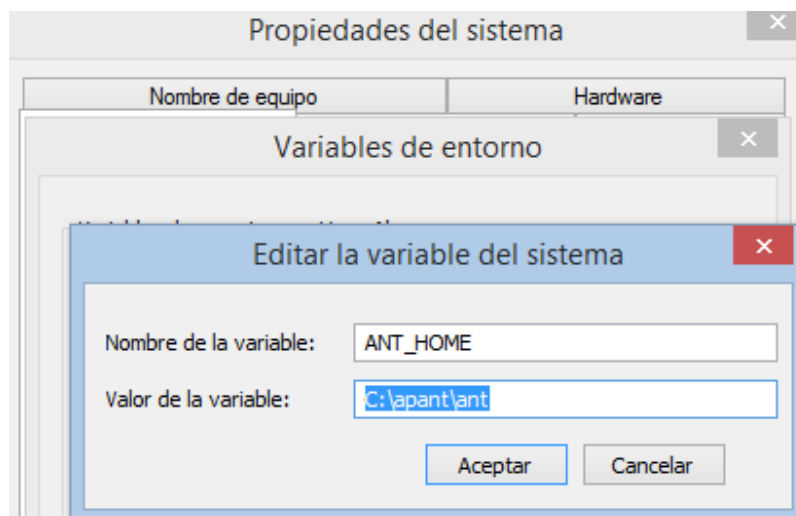 Propiedades del sistema
Nombre de equipo Hardware
Variables de entorno
Editar la variable del sistema
Nombre de la variable: ANT_HOME
Valor de la variable: C:\apant\ant
Aceptar Cancelar